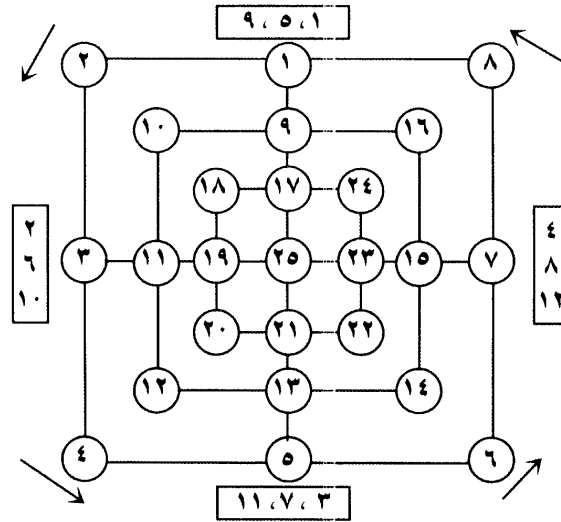 ٩ ، ٥ ، ١
٢ ١ ٨
١٠ ٩ ١٦
١٨ ١٧ ٢٤
٢
٦
١٠
٣ ١١ ١٩ ٢٥ ٢٣ ١٥ ٧
٤
٨
١٢
٢٠ ٢١ ٢٢
١٢ ١٣ ١٤
٤ ٥ ٦
١١ ، ٧ ، ٣